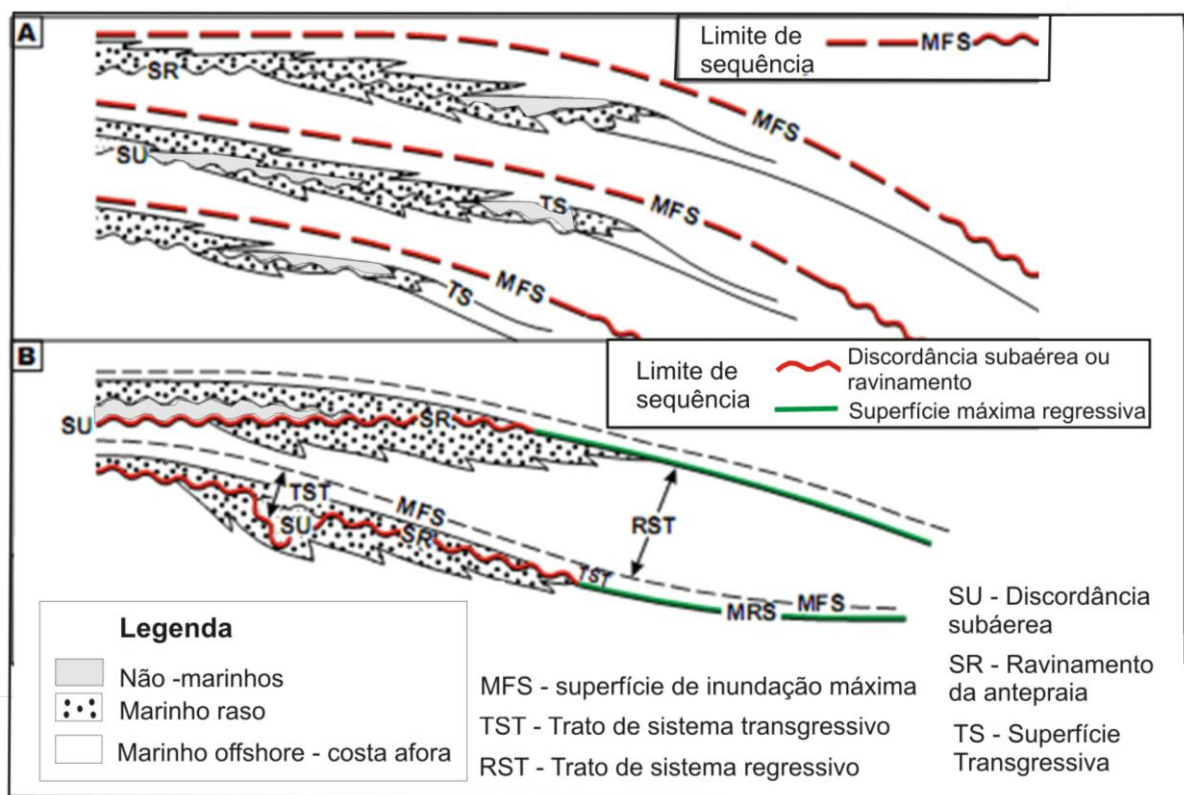 A
Limite de
sequência
MFS
SR
MFS
SU
TS
MFS
MFS
TS
B
Limite de
sequência
Discordância subaérea ou
ravinamento
Superfície máxima regressiva
SU
SR
TST
MFS
SU
SR
RST
TST
MRS
MFS
Legenda
Não -marinhos
Marinho raso
Marinho offshore - costa afora
MFS - superfície de inundação máxima
TST - Trato de sistema transgressivo
RST - Trato de sistema regressivo
SU - Discordância
subáerea
SR - Ravinamento
da antepraia
TS - Superfície
Transgressiva